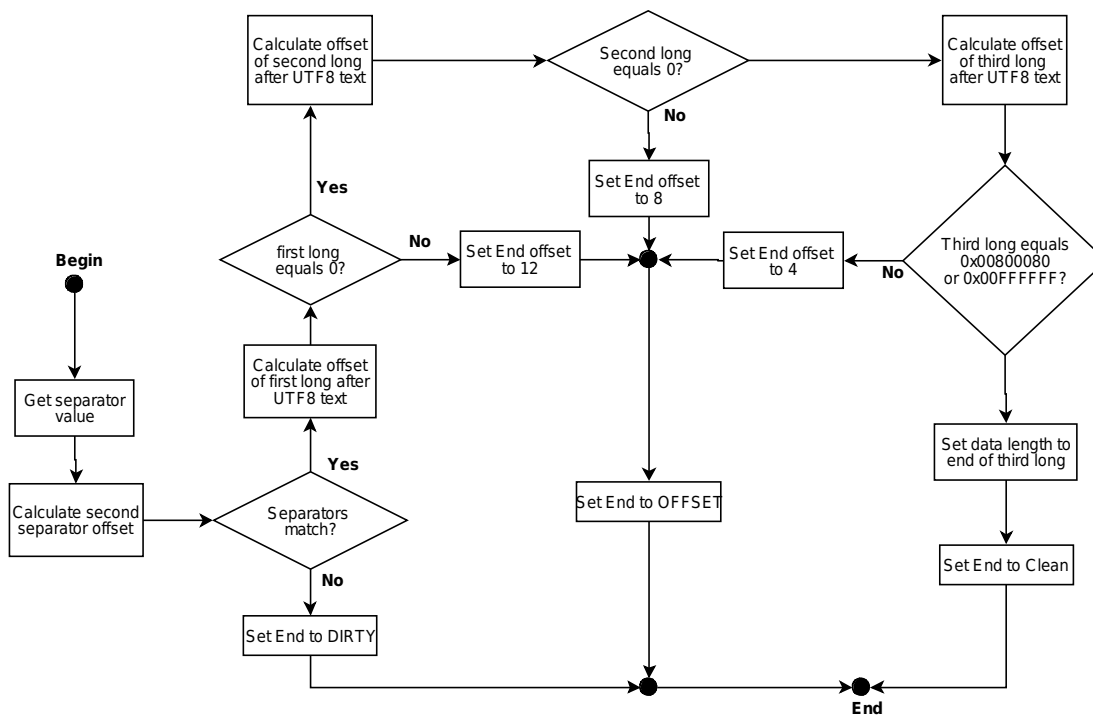 Calculate offset
of second long
after UTF8 text
Second long
equals 0?
Calculate offset
of third long
after UTF8 text
No
Yes
Set End offset
to 8
Begin
first long
equals 0?
No
Set End offset
to 12
Set End offset
to 4
No
Third long equals
0x00800080
or 0x00FFFFFF?
Calculate offset
of first long after
UTF8 text
Get separator
value
Yes
Set data length to
end of third long
Calculate second
separator offset
Separators
match?
Set End to OFFSET
No
Set End to Clean
Set End to DIRTY
End